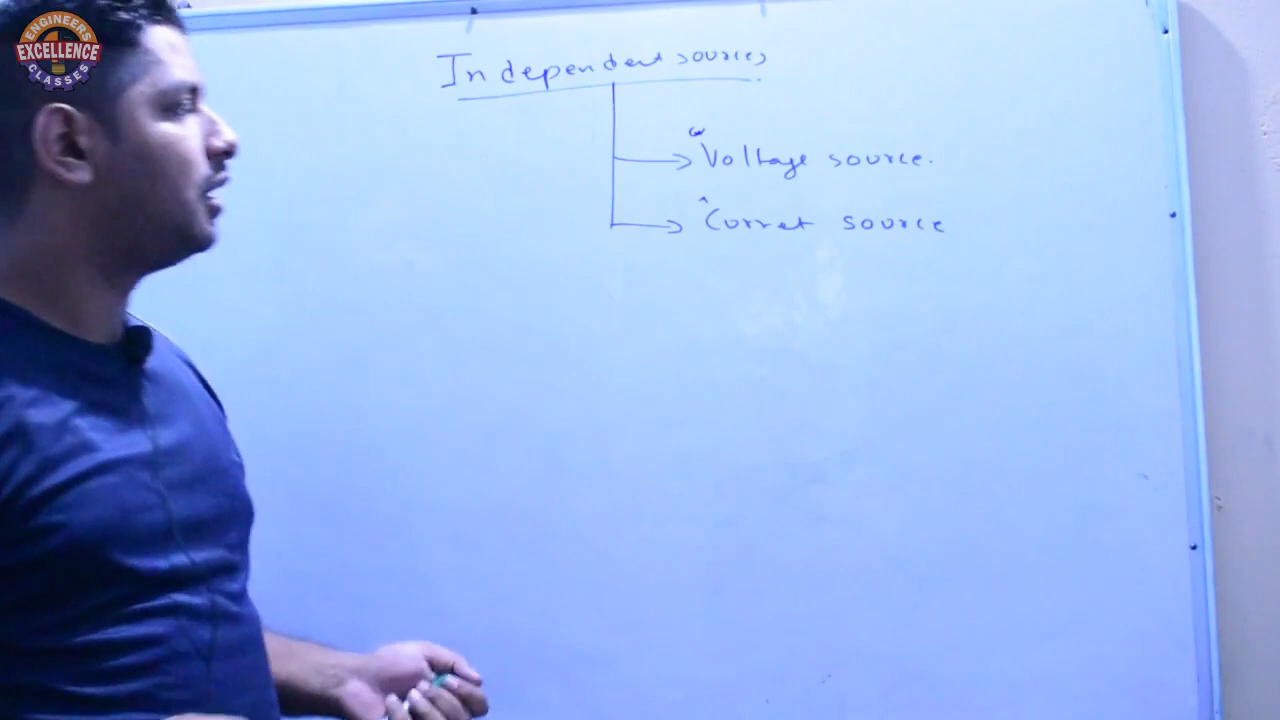 ENGINEERS
EXCELLENCE
CLASSES
Independent sources
Voltage source.
Curret source